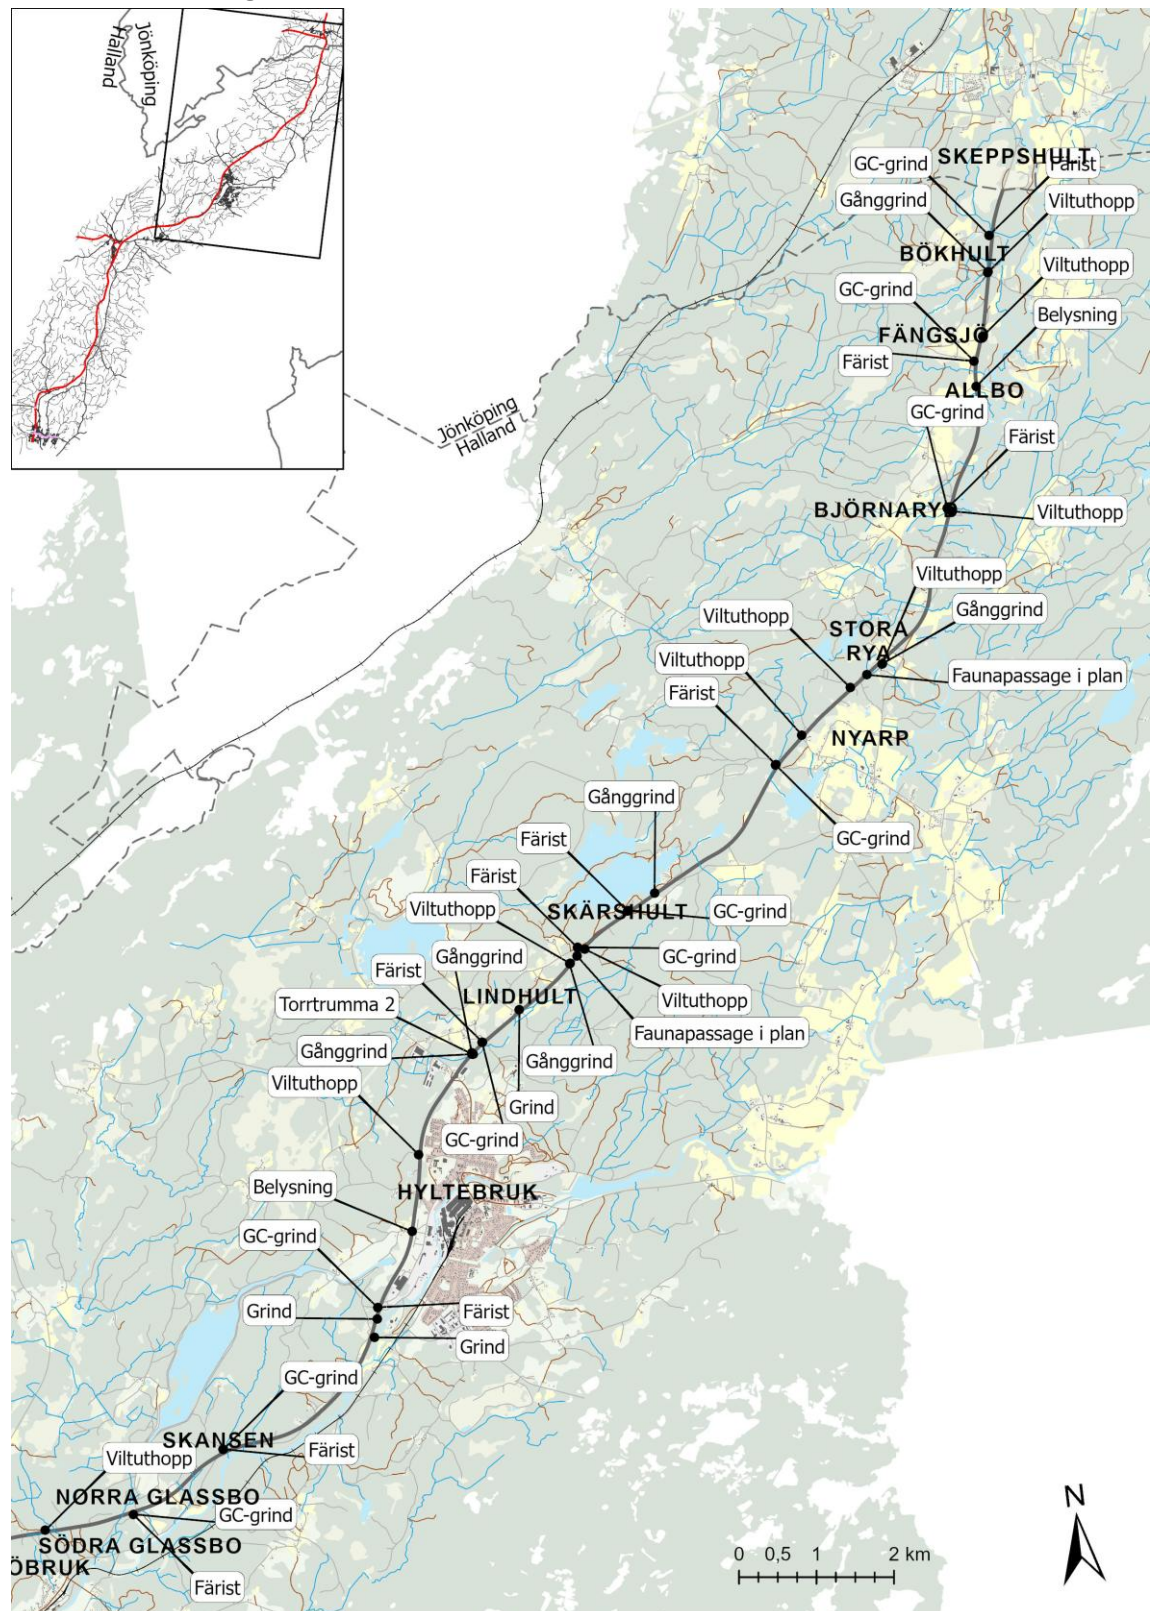 Jönköping
Halland
SKEPPSHULT
GC-grind
Färist
Gånggrind
Viltuthopp
BÖKHULT
Viltuthopp
GC-grind
Belysning
FÄNGSJÖ
Färist
ALLBO
GC-grind
Färist
BJÖRNARYD
Viltuthopp
Jönköping
Halland
Viltuthopp
Gånggrind
Viltuthopp
STORA
RYA
Viltuthopp
Faunapassage i plan
Färist
NYARP
GC-grind
Gånggrind
Färist
Färist
SKÄRSHULT
GC-grind
Viltuthopp
GC-grind
Gånggrind
Färist
Viltuthopp
LINDHULT
Torrtrumma 2
Faunapassage i plan
Gånggrind
Gånggrind
Viltuthopp
Grind
GC-grind
HYLTEBRUK
Belysning
GC-grind
Grind
Färist
Grind
GC-grind
SKANSEN
Färist
Viltuthopp
NORRA GLASSBO
GC-grind
SÖDRA GLASSBO
ÖBRUK
Färist
N
0 0,5 1 2 km